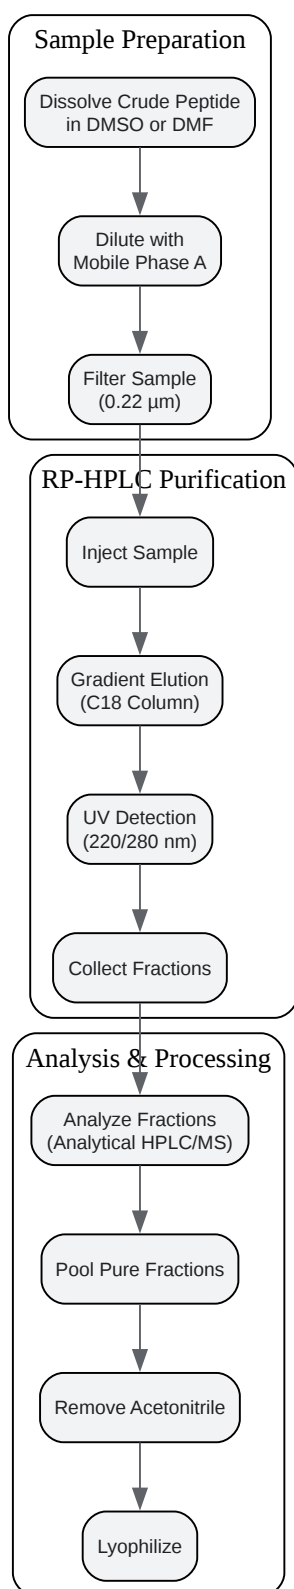 Sample Preparation
Dissolve Crude Peptide
in DMSO or DMF
Dilute with
Mobile Phase A
Filter Sample
(0.22 µm)
RP-HPLC Purification
Inject Sample
Gradient Elution
(C18 Column)
UV Detection
(220/280 nm)
Collect Fractions
Analysis & Processing
Analyze Fractions
(Analytical HPLC/MS)
Pool Pure Fractions
Remove Acetonitrile
Lyophilize